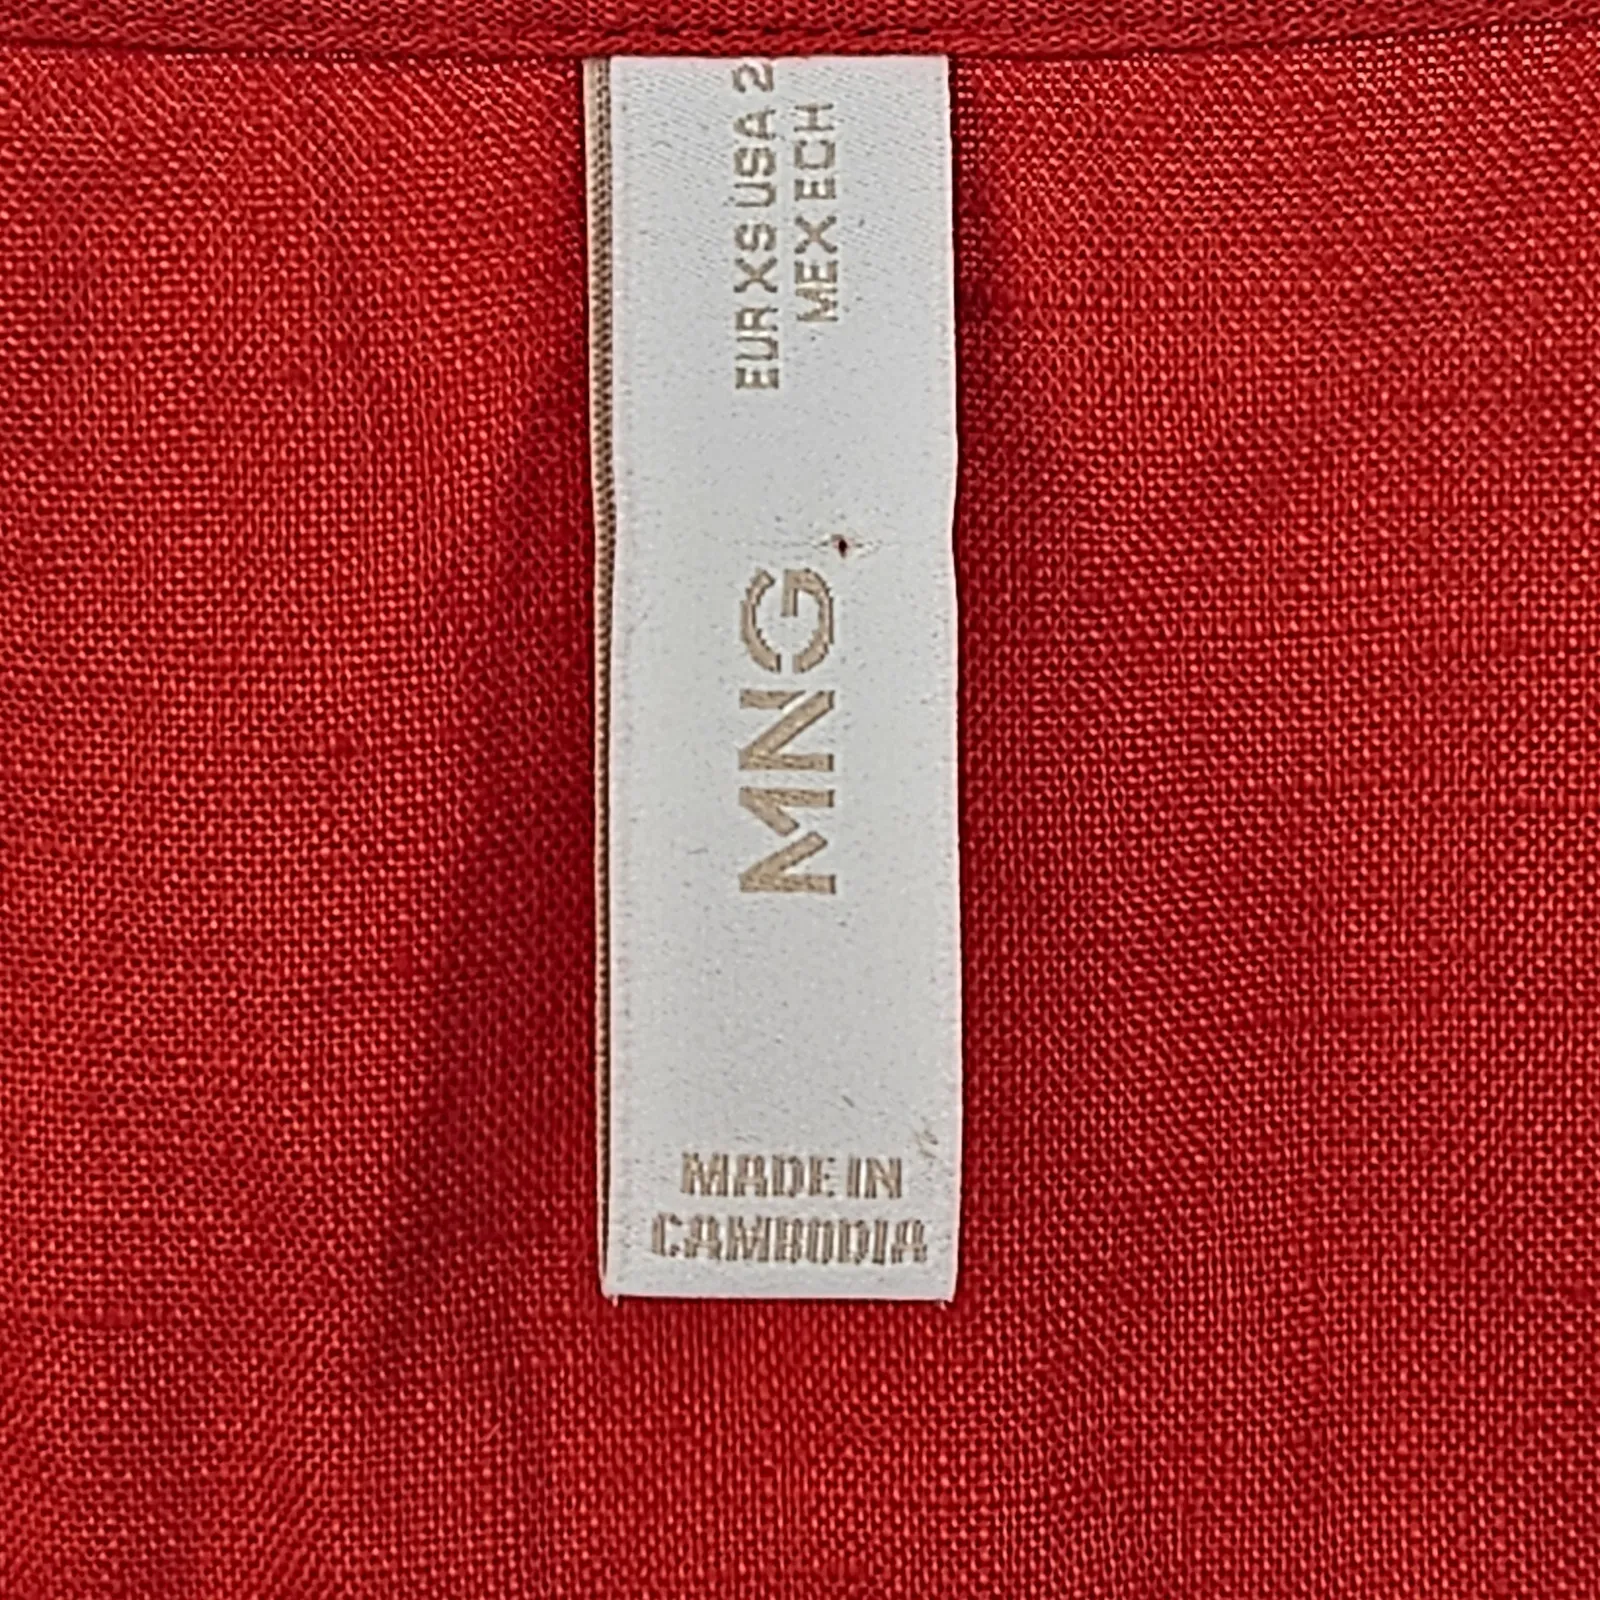 EUR XS USA 2
MEX ECH
MNG
MADE IN
CAMBODIA